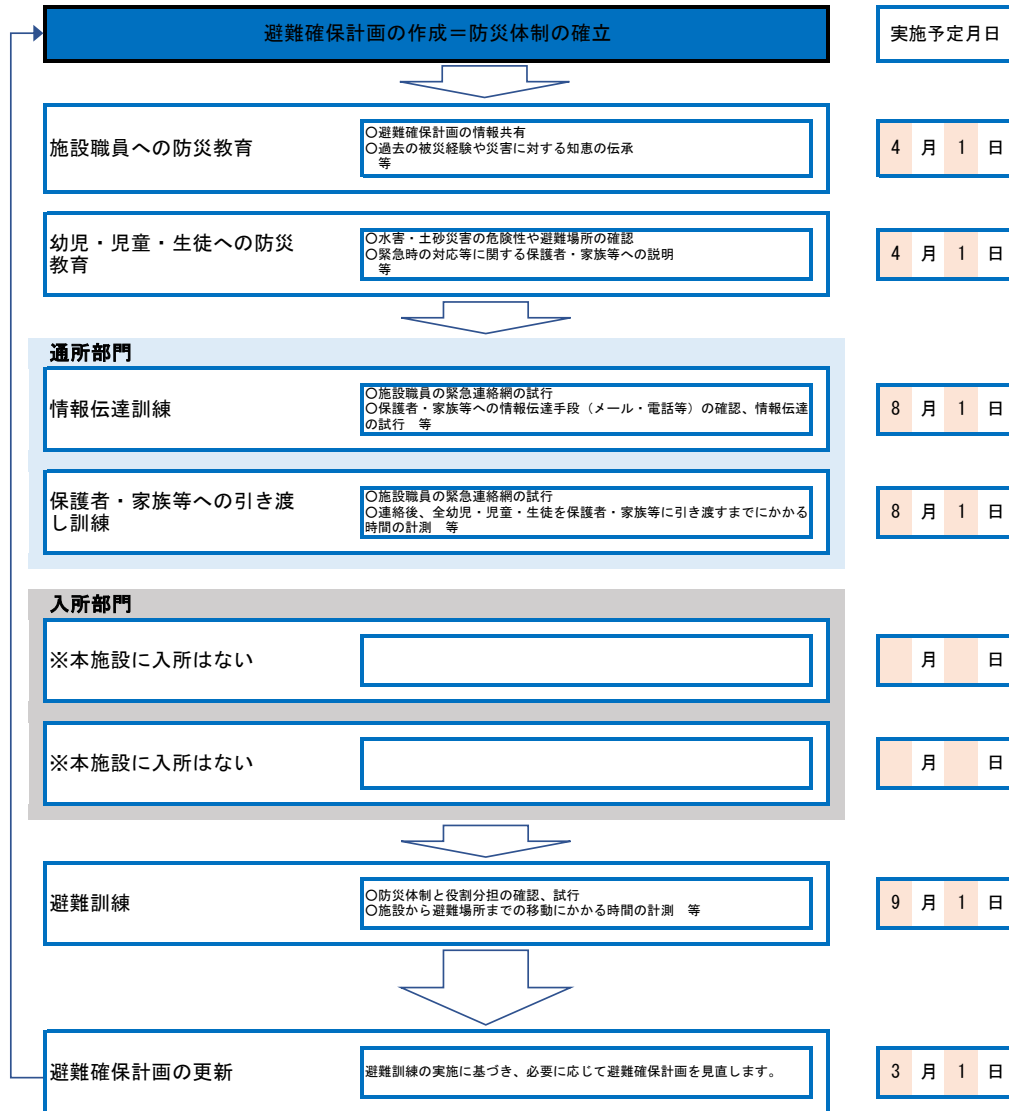 避難確保計画の作成＝防災体制の確立
実施予定月日
施設職員への防災教育
〇避難確保計画の情報共有
〇過去の被災経験や災害に対する知恵の伝承
等
4 月 1 日
幼児・児童・生徒への防災
教育
〇水害・土砂災害の危険性や避難場所の確認
〇緊急時の対応等に関する保護者・家族等への説明
等
4 月 1 日
通所部門
情報伝達訓練
〇施設職員の緊急連絡網の試行
〇保護者・家族等への情報伝達手段（メール・電話等）の確認、情報伝達
の試行　等
8 月 1 日
保護者・家族等への引き渡
し訓練
〇施設職員の緊急連絡網の試行
〇連絡後、全幼児・児童・生徒を保護者・家族等に引き渡すまでにかかる
時間の計測　等
8 月 1 日
入所部門
※本施設に入所はない
月 日
※本施設に入所はない
月 日
避難訓練
〇防災体制と役割分担の確認、試行
〇施設から避難場所までの移動にかかる時間の計測　等
9 月 1 日
避難確保計画の更新
避難訓練の実施に基づき、必要に応じて避難確保計画を見直します。
3 月 1 日